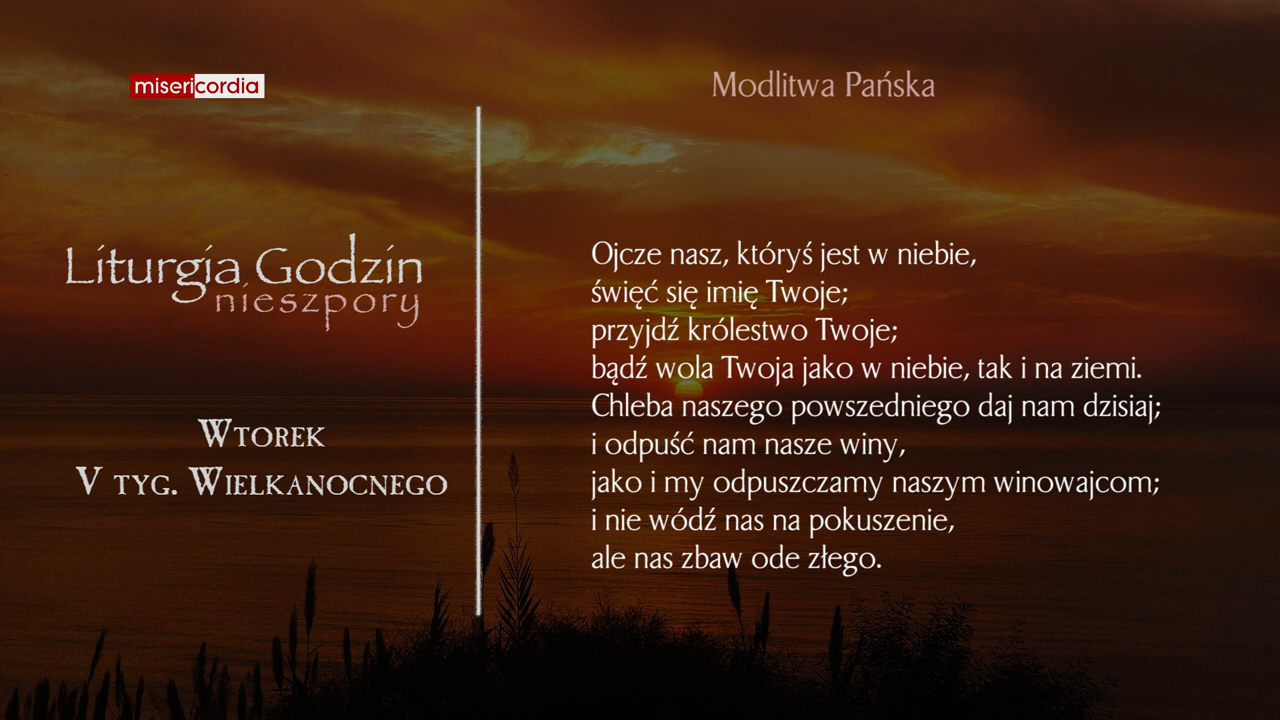 misericordia
Liturgia Godzin
nieszpory
Wtorek
V tyg. Wielkanocnego
Modlitwa Pańska
Ojcze nasz, któryś jest w niebie,
święć się imię Twoje;
przyjdź królestwo Twoje;
bądź wola Twoja jako w niebie, tak i na ziemi.
Chleba naszego powszedniego daj nam dzisiaj;
i odpuść nam nasze winy,
jako i my odpuszczamy naszym winowajcom;
i nie wódź nas na pokuszenie,
ale nas zbaw ode złego.